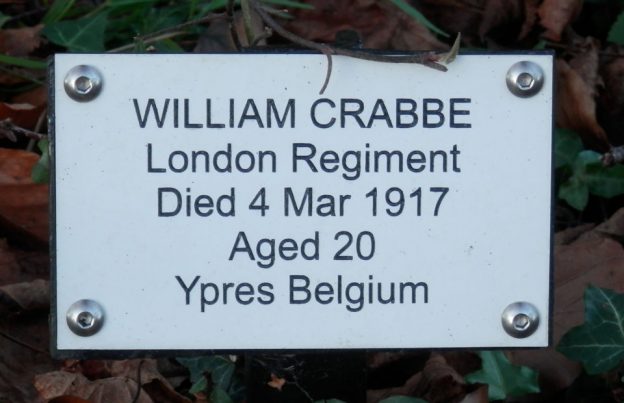 WILLIAM CRABBE
London Regiment
Died 4 Mar 1917
Aged 20
Ypres Belgium